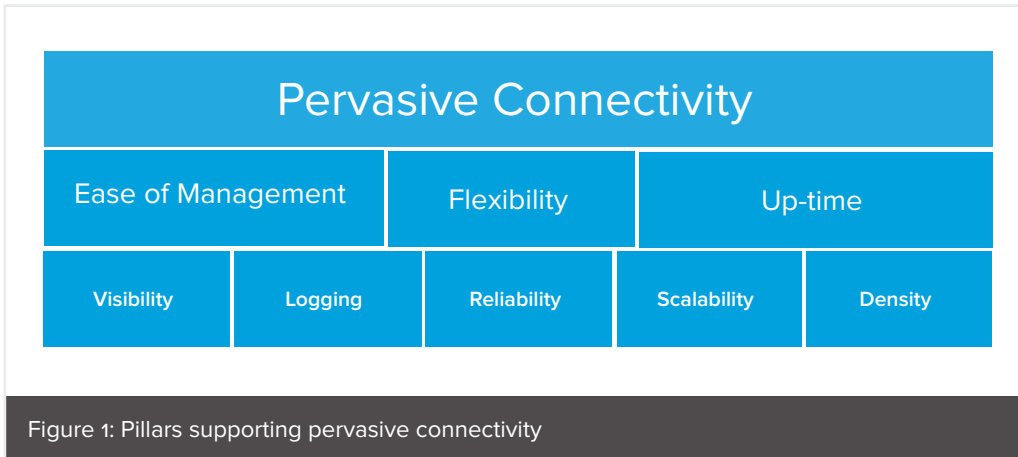 Pervasive Connectivity
Ease of Management
Flexibility
Up-time
Visibility
Logging
Reliability
Scalability
Density
Figure 1: Pillars supporting pervasive connectivity